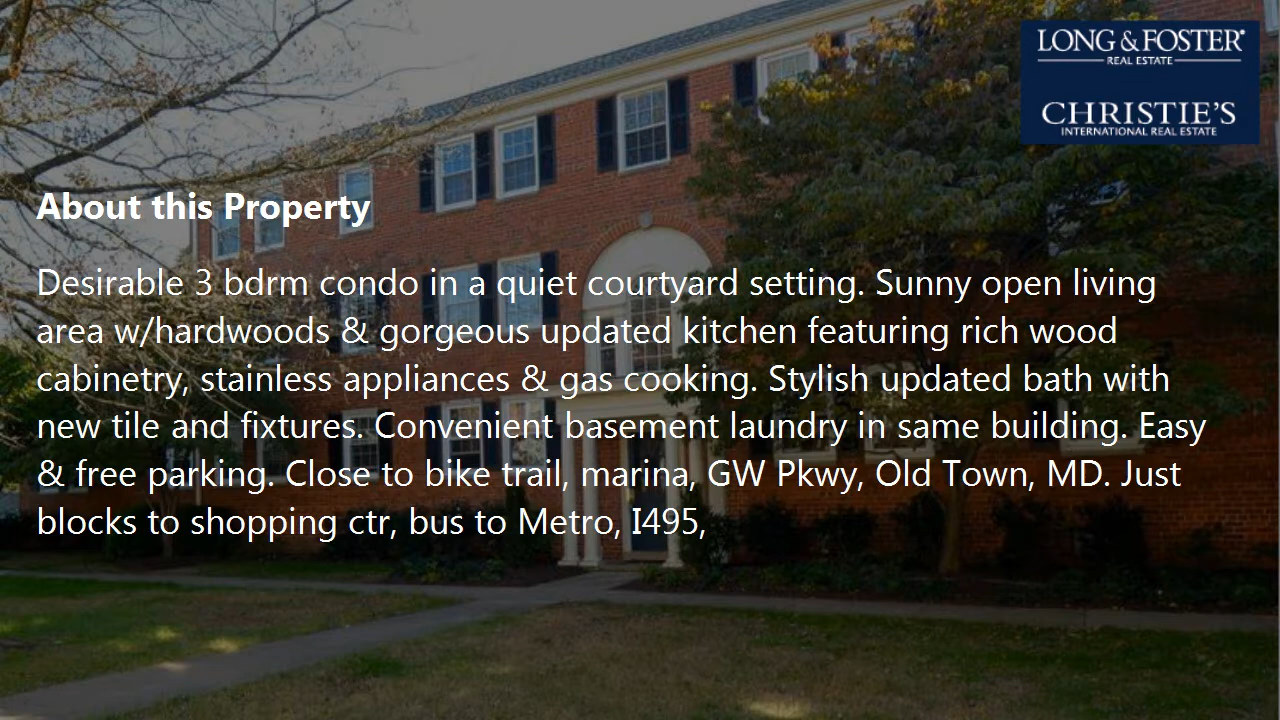 LONG & FOSTER®
REAL ESTATE
CHRISTIE'S
INTERNATIONAL REAL ESTATE
About this Property
Desirable 3 bdrm condo in a quiet courtyard setting. Sunny open living
area w/hardwoods & gorgeous updated kitchen featuring rich wood
cabinetry, stainless appliances & gas cooking. Stylish updated bath with
new tile and fixtures. Convenient basement laundry in same building. Easy
& free parking. Close to bike trail, marina, GW Pkwy, Old Town, MD. Just
blocks to shopping ctr, bus to Metro, I495,